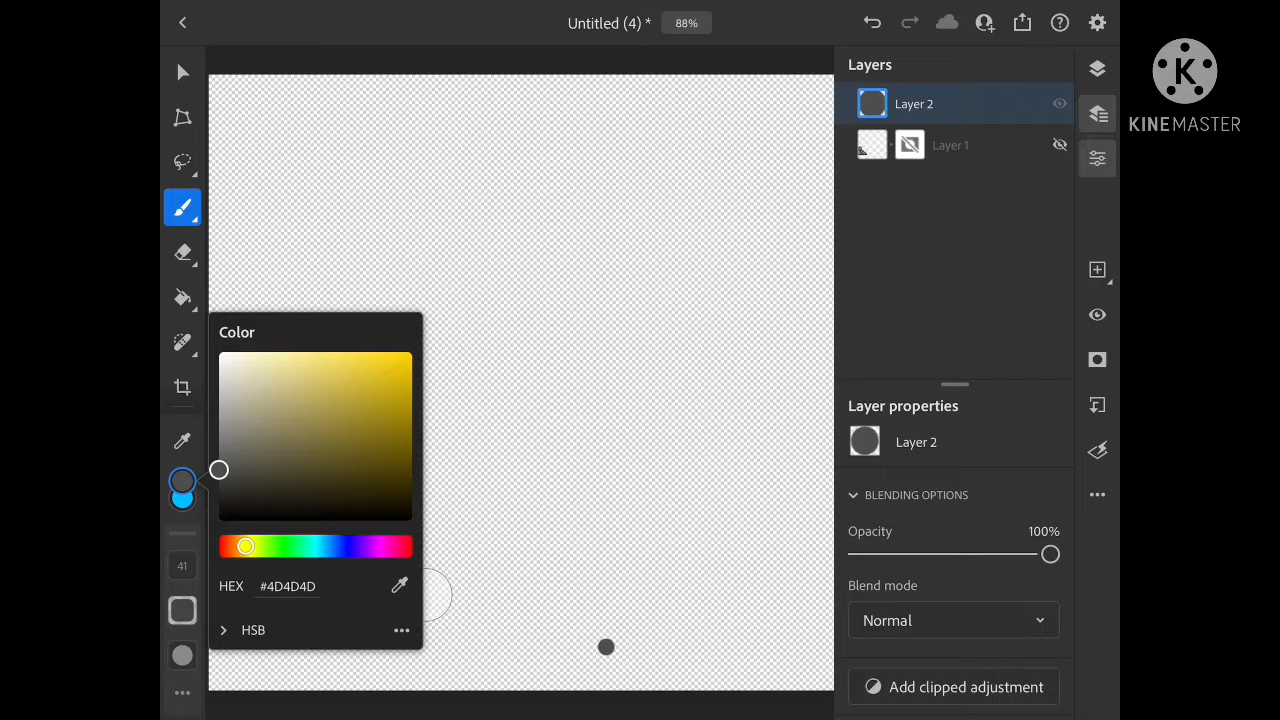 Untitled (4) *
88%
Layers
Layer 2
Layer 1
K
KINEMASTER
Color
HEX #4D4D4D
HSB
41
Layer properties
Layer 2
BLENDING OPTIONS
Opacity 100%
Blend mode
Normal
Add clipped adjustment